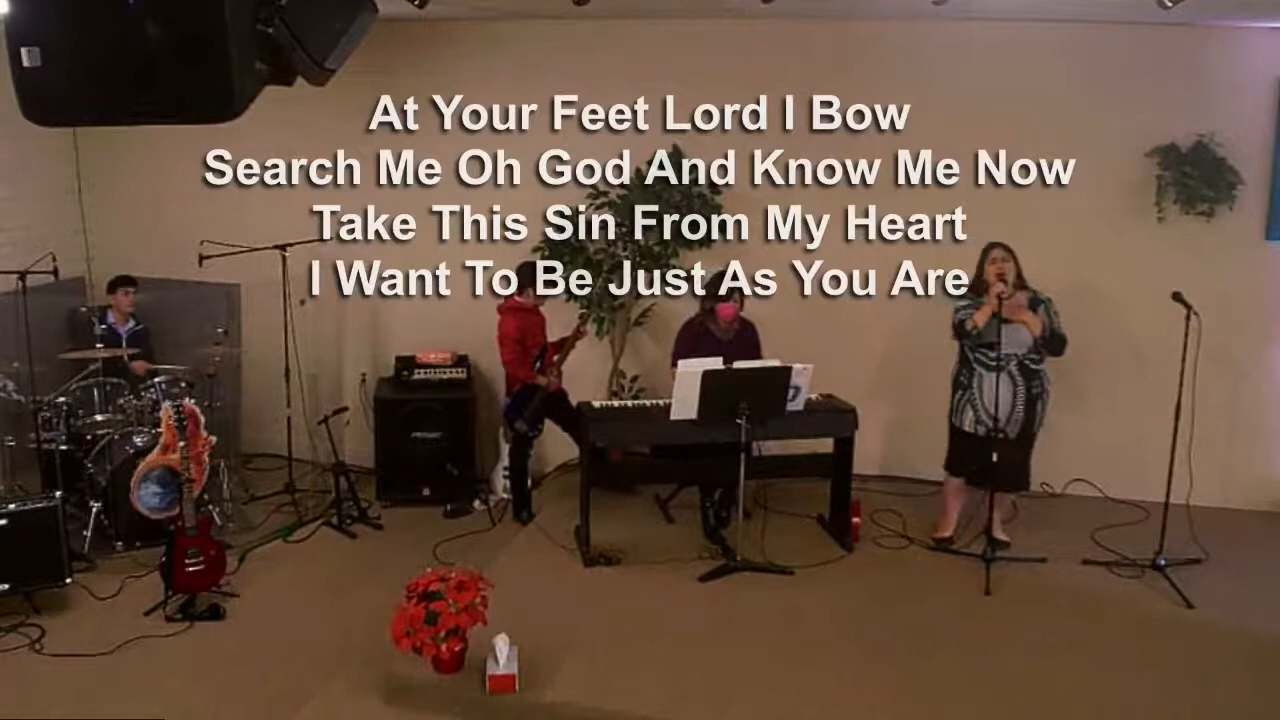 At Your Feet Lord I Bow
Search Me Oh God And Know Me Now
Take This Sin From My Heart
I Want To Be Just As You Are